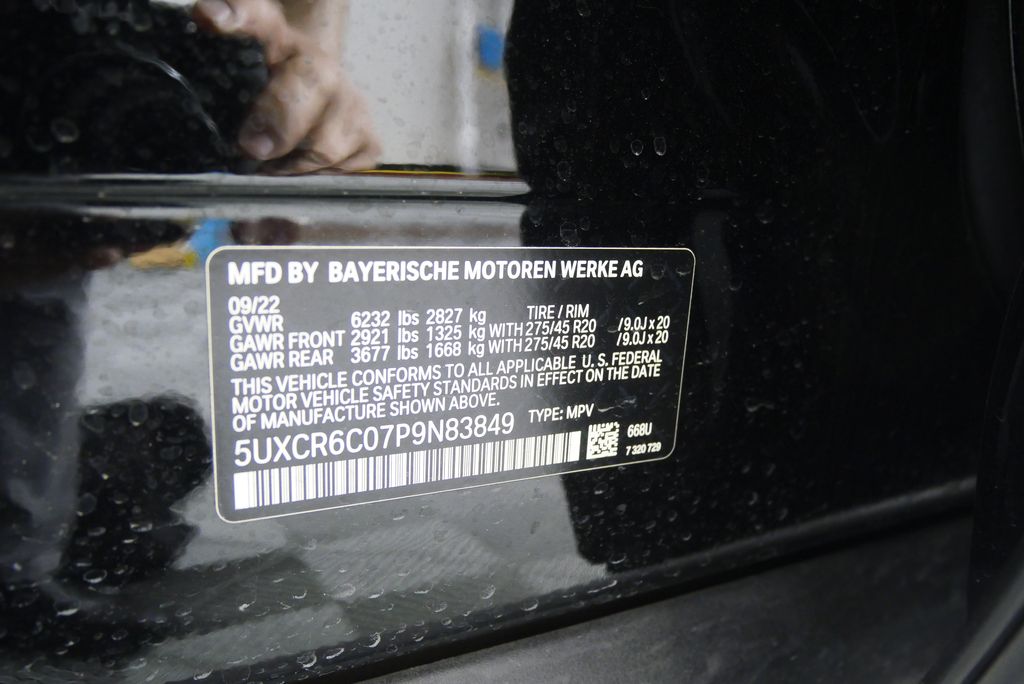 MFD BY BAYERISCHE MOTOREN WERKE AG
09/22
GVWR 6232 lbs 2827 kg TIRE / RIM
GAWR FRONT 2921 lbs 1325 kg WITH 275/45 R20 /9.0J x 20
GAWR REAR 3677 lbs 1668 kg WITH 275/45 R20 /9.0J x 20
THIS VEHICLE CONFORMS TO ALL APPLICABLE U. S. FEDERAL
MOTOR VEHICLE SAFETY STANDARDS IN EFFECT ON THE DATE
OF MANUFACTURE SHOWN ABOVE.
5UXCR6C07P9N83849 TYPE: MPV
668U
7 320 729